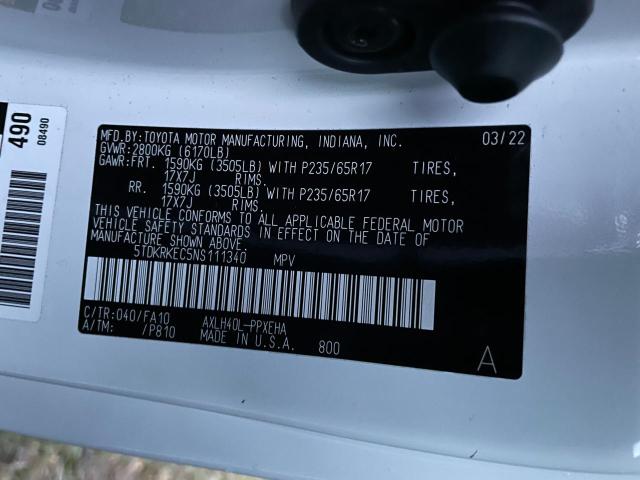 490
08490
MFD.BY:TOYOTA MOTOR MANUFACTURING, INDIANA, INC. 03/22
GVWR:2800KG (6170LB)
GAWR:FRT. 1590KG (3505LB) WITH P235/65R17 TIRES,
17X7J RIMS.
RR. 1590KG (3505LB) WITH P235/65R17 TIRES,
17X7J RIMS.
THIS VEHICLE CONFORMS TO ALL APPLICABLE FEDERAL MOTOR
VEHICLE SAFETY STANDARDS IN EFFECT ON THE DATE OF
MANUFACTURE SHOWN ABOVE.
5TDKRKEC5NS111340 MPV
C/TR:040/FA10 AXLH40L-PPXEHA
A/TM: /P810 MADE IN U.S.A. 800
A